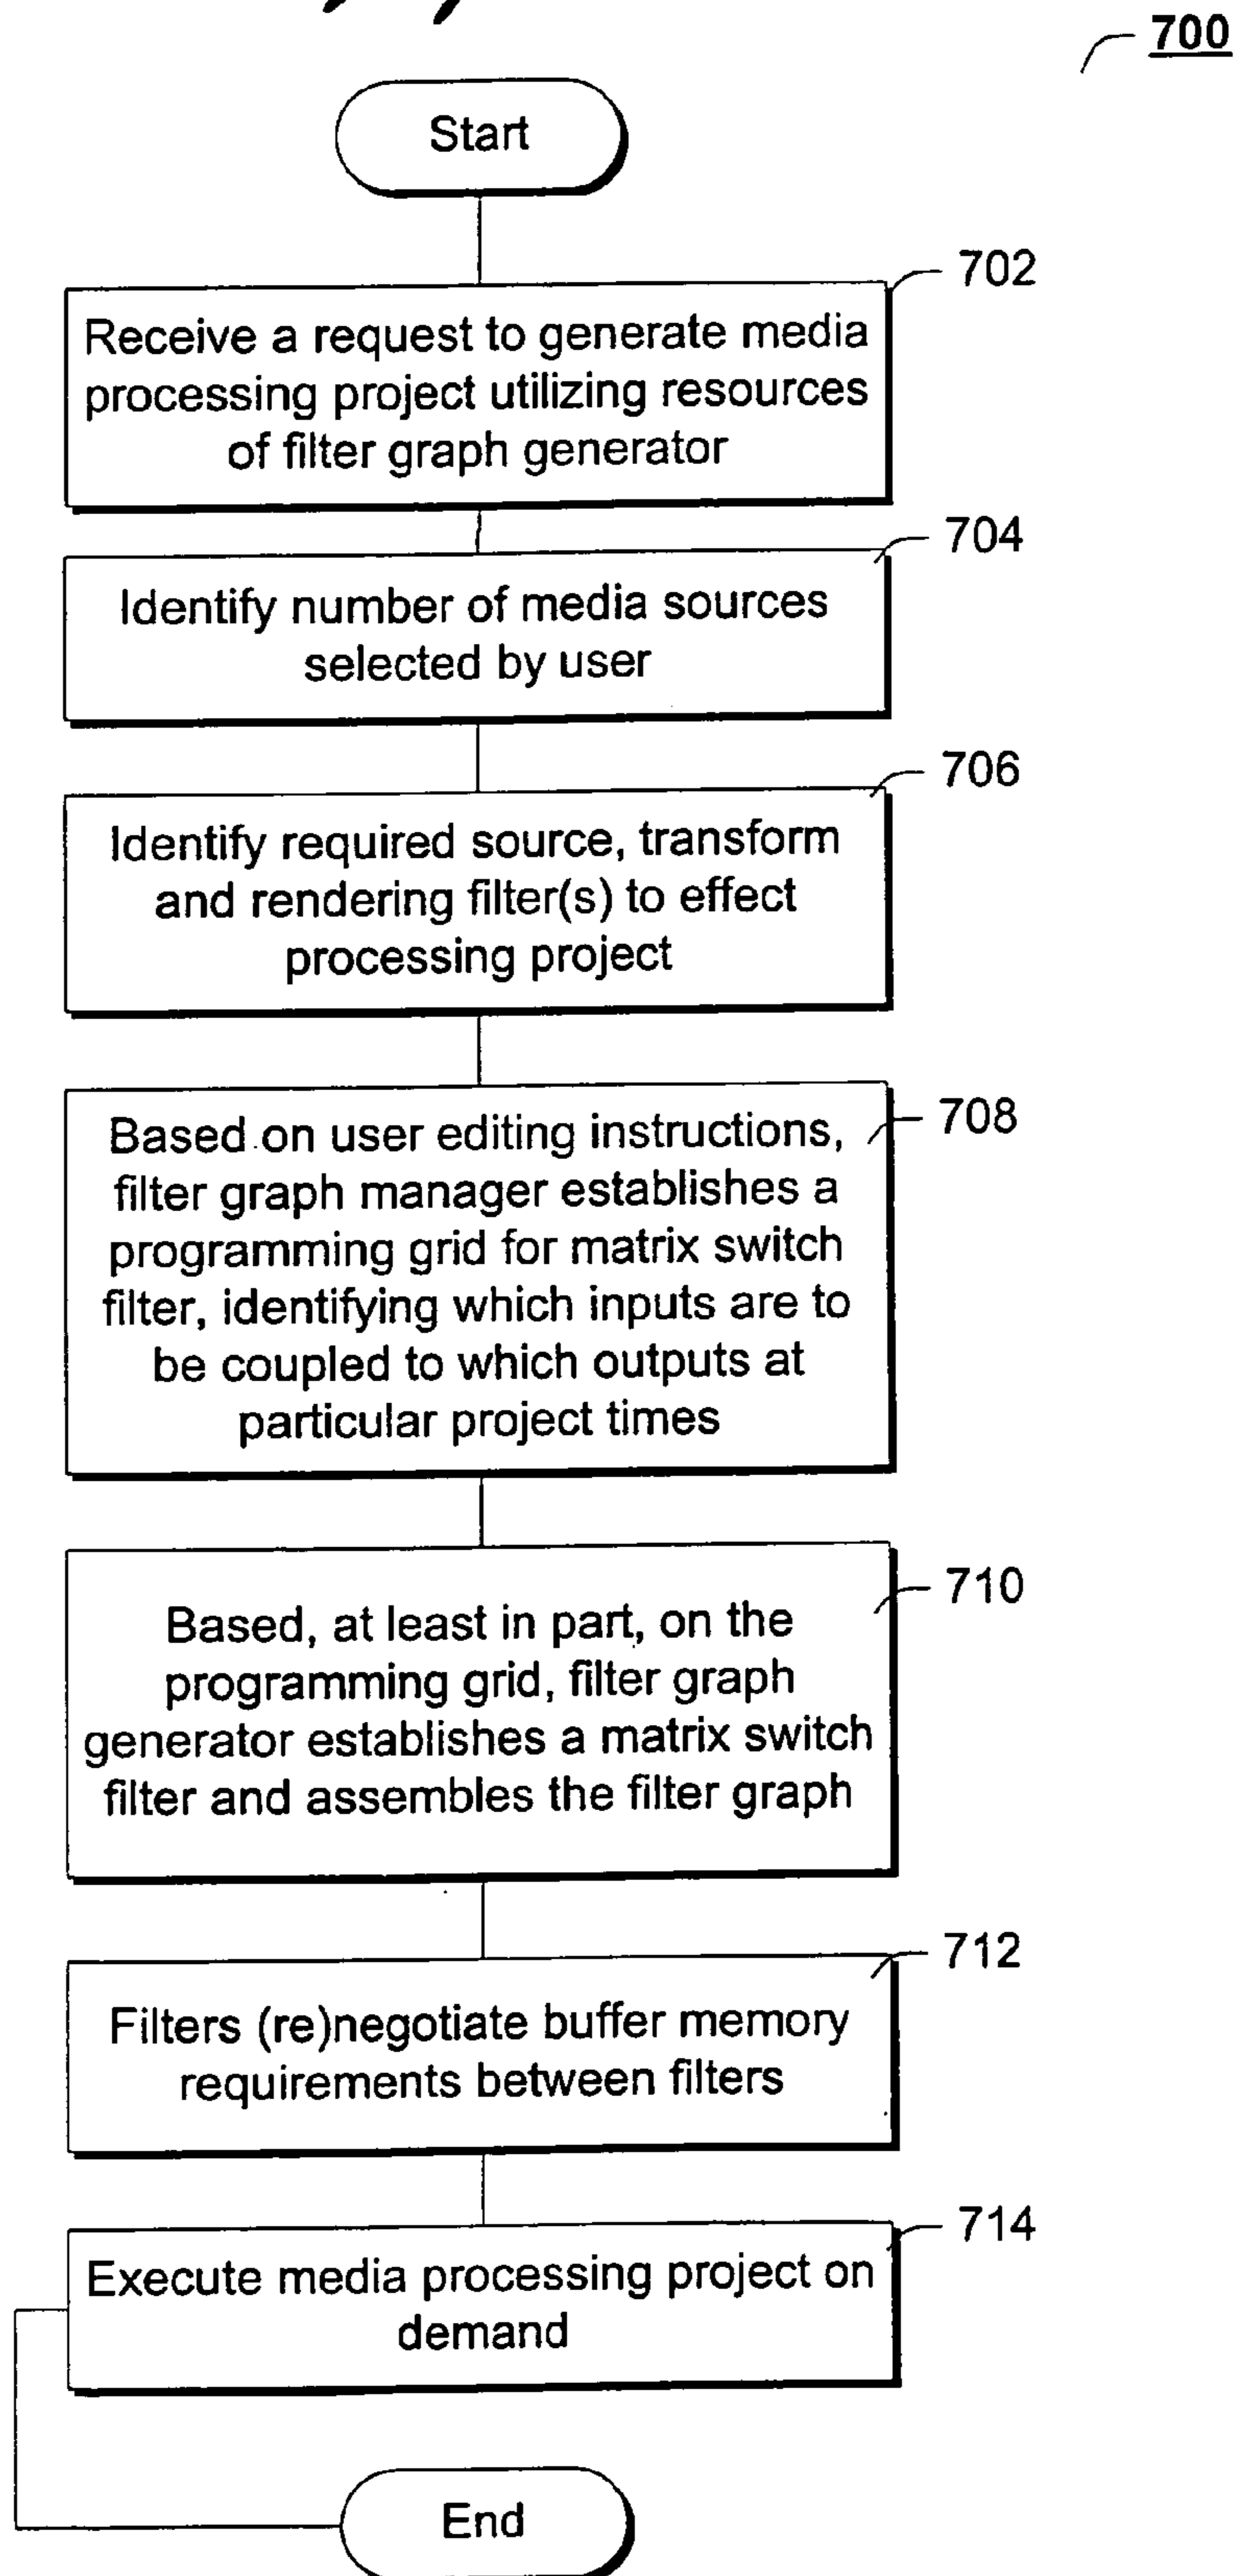 700
Start
702
Receive a request to generate media
processing project utilizing resources
of filter graph generator
704
Identify number of media sources
selected by user
706
Identify required source, transform
and rendering filter(s) to effect
processing project
708
Based on user editing instructions,
filter graph manager establishes a
programming grid for matrix switch
filter, identifying which inputs are to
be coupled to which outputs at
particular project times
710
Based, at least in part, on the
programming grid, filter graph
generator establishes a matrix switch
filter and assembles the filter graph
712
Filters (re)negotiate buffer memory
requirements between filters
714
Execute media processing project on
demand
End